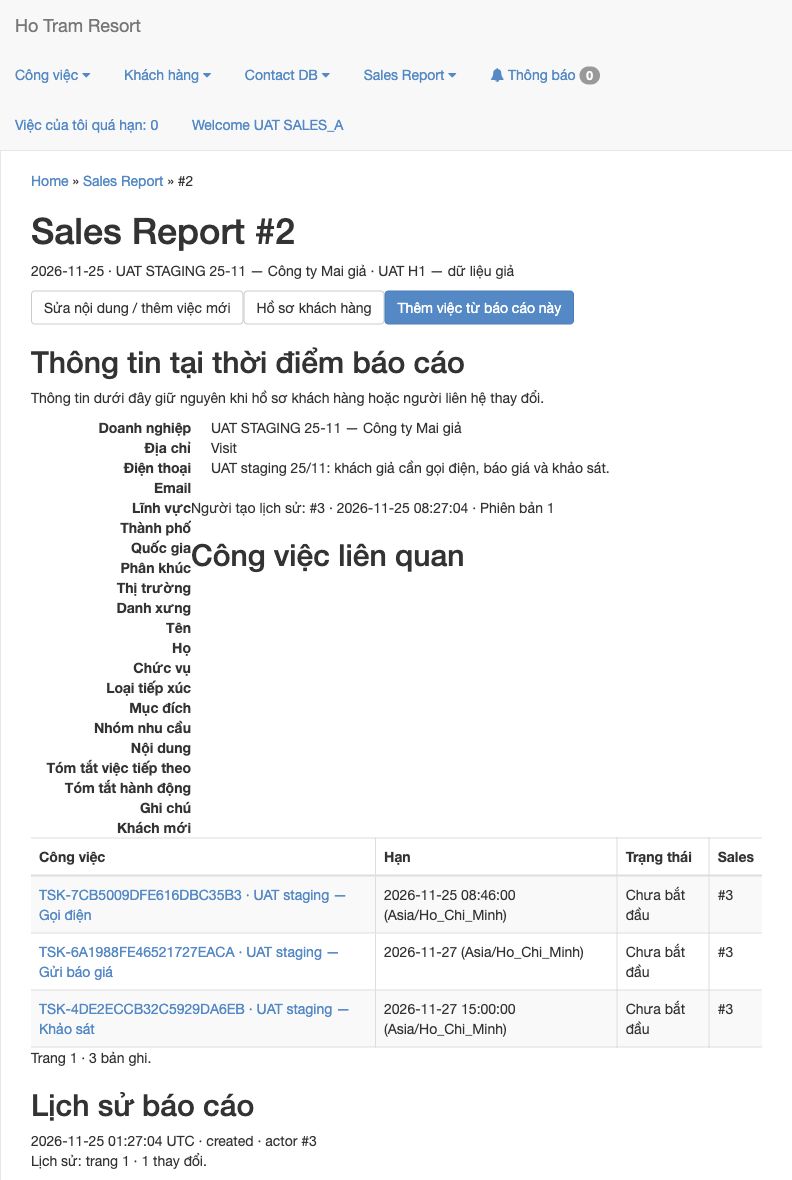 Ho Tram Resort
Công việc Khách hàng Contact DB Sales Report Thông báo 0
Việc của tôi quá hạn: 0 Welcome UAT SALES_A
Home » Sales Report » #2
Sales Report #2
2026-11-25 · UAT STAGING 25-11 — Công ty Mai giả · UAT H1 — dữ liệu giả
Sửa nội dung / thêm việc mới Hồ sơ khách hàng Thêm việc từ báo cáo này
Thông tin tại thời điểm báo cáo
Thông tin dưới đây giữ nguyên khi hồ sơ khách hàng hoặc người liên hệ thay đổi.
Doanh nghiệp UAT STAGING 25-11 — Công ty Mai giả
Địa chỉ Visit
Điện thoại UAT staging 25/11: khách giả cần gọi điện, báo giá và khảo sát.
Email
Lĩnh vực Người tạo lịch sử: #3 · 2026-11-25 08:27:04 · Phiên bản 1
Thành phố
Quốc gia Công việc liên quan
Phân khúc
Thị trường
Danh xưng
Tên
Họ
Chức vụ
Loại tiếp xúc
Mục đích
Nhóm nhu cầu
Nội dung
Tóm tắt việc tiếp theo
Tóm tắt hành động
Ghi chú
Khách mới
Công việc Hạn Trạng thái Sales
TSK-7CB5009DFE616DBC35B3 · UAT staging — 2026-11-25 08:46:00 Chưa bắt #3
Gọi điện (Asia/Ho_Chi_Minh) đầu
TSK-6A1988FE46521727EACA · UAT staging — 2026-11-27 (Asia/Ho_Chi_Minh) Chưa bắt #3
Gửi báo giá đầu
TSK-4DE2ECCB32C5929DA6EB · UAT staging — 2026-11-27 15:00:00 Chưa bắt #3
Khảo sát (Asia/Ho_Chi_Minh) đầu
Trang 1 · 3 bản ghi.
Lịch sử báo cáo
2026-11-25 01:27:04 UTC · created · actor #3
Lịch sử: trang 1 · 1 thay đổi.